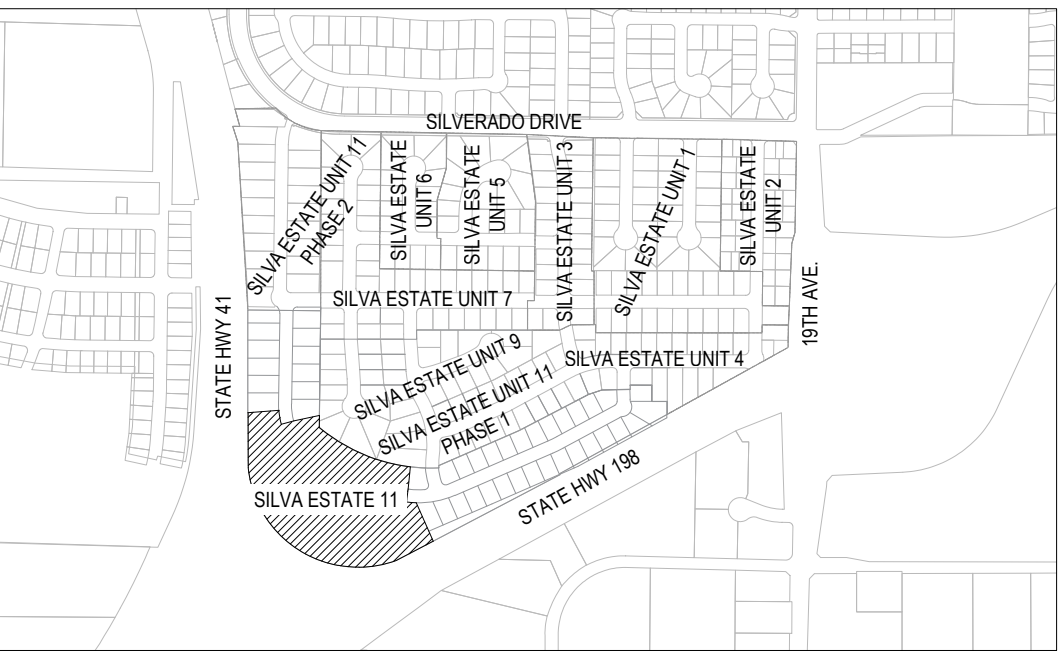 SILVERADO DRIVE
SILVA ESTATE UNIT 11
PHASE 2
SILVA ESTATE
UNIT 6
SILVA ESTATE
UNIT 5
SILVA ESTATE UNIT 3
SILVA ESTATE UNIT 1
SILVA ESTATE
UNIT 2
SILVA ESTATE UNIT 7
19TH AVE.
STATE HWY 41
SILVA ESTATE UNIT 9
SILVA ESTATE UNIT 4
SILVA ESTATE UNIT 11
PHASE 1
SILVA ESTATE 11
STATE HWY 198